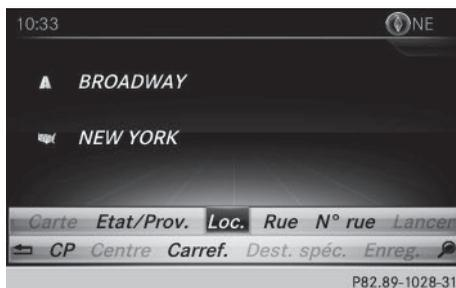 10:33 NE
BROADWAY
NEW YORK
Carte Etat/Prov. Loc. Rue N° rue Lancer
CP Centre Carref. Dest. spéc. Enreg.
P82.89-1028-31